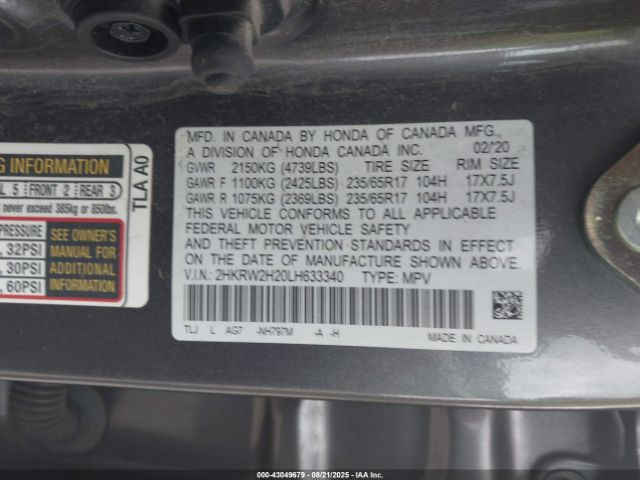 G INFORMATION
L 5 FRONT 2 REAR 3
never exceed 385kg or 850lbs.
PRESSURE
, 32PSI
, 30PSI
, 60PSI
SEE OWNER'S
MANUAL FOR
ADDITIONAL
INFORMATION
TLA A0
MFD. IN CANADA BY HONDA OF CANADA MFG.,
A DIVISION OF HONDA CANADA INC. 02/20
GVWR 2150KG (4739LBS) TIRE SIZE RIM SIZE
GAWR F 1100KG (2425LBS) 235/65R17 104H 17X7.5J
GAWR R 1075KG (2369LBS) 235/65R17 104H 17X7.5J
THIS VEHICLE CONFORMS TO ALL APPLICABLE
FEDERAL MOTOR VEHICLE SAFETY
AND THEFT PREVENTION STANDARDS IN EFFECT
ON THE DATE OF MANUFACTURE SHOWN ABOVE.
V.I.N.: 2HKRW2H20LH633340 TYPE: MPV
TLJ L AG7 -NH797M -A -H
MADE IN CANADA
000-43049679 - 08/21/2025 - Copyright IAA, LLC